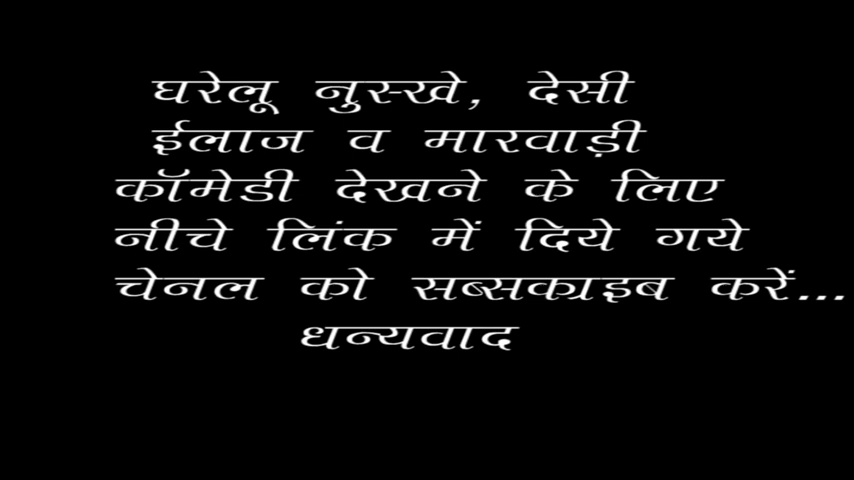 घरेलू नुस्खे, देसी
ईलाज व मारवाड़ी
कॉमेडी देखने के लिए
नीचे लिंक में दिये गये
चेनल को सब्सक्राइब करें...
धन्यवाद